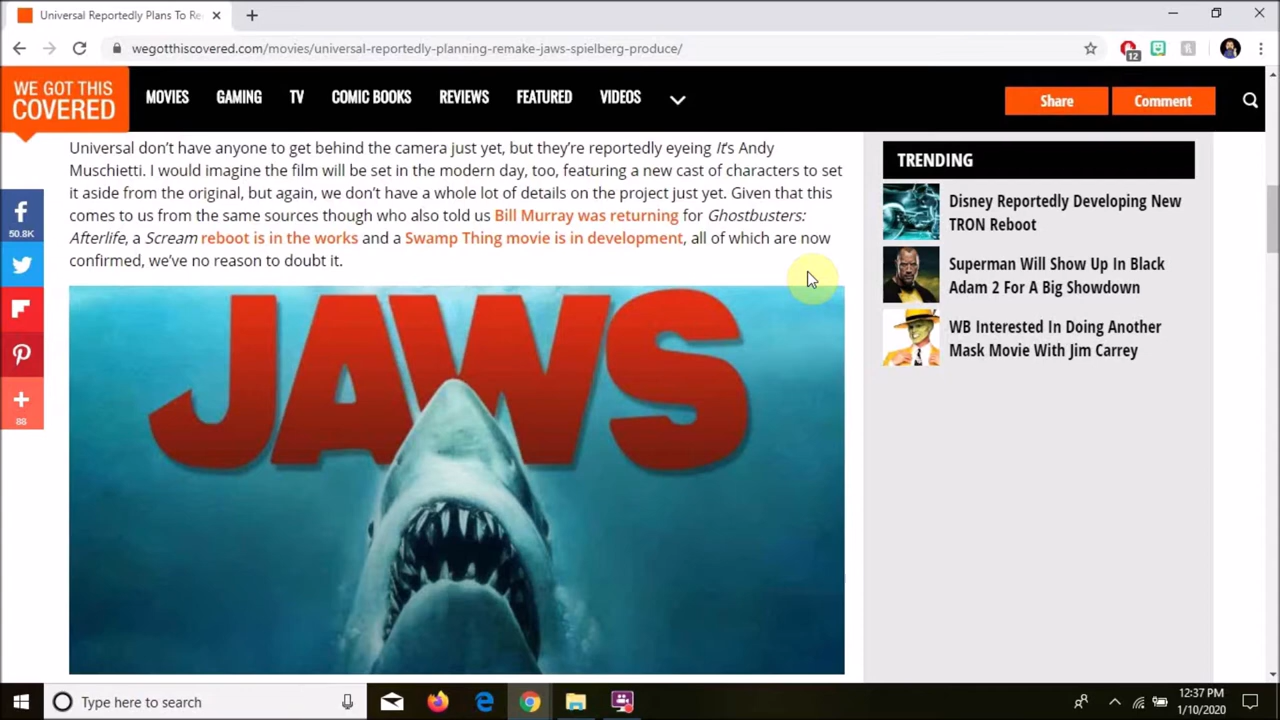 Universal Reportedly Plans To Re
wegotthiscovered.com/movies/universal-reportedly-planning-remake-jaws-spielberg-produce/
12
WE GOT THIS
COVERED
MOVIES GAMING TV COMIC BOOKS REVIEWS FEATURED VIDEOS
Share Comment
Universal don't have anyone to get behind the camera just yet, but they're reportedly eyeing It's Andy
Muschietti. I would imagine the film will be set in the modern day, too, featuring a new cast of characters to set
it aside from the original, but again, we don't have a whole lot of details on the project just yet. Given that this
comes to us from the same sources though who also told us Bill Murray was returning for Ghostbusters:
Afterlife, a Scream reboot is in the works and a Swamp Thing movie is in development, all of which are now
confirmed, we've no reason to doubt it.
50.8K
88
JAWS
TRENDING
Disney Reportedly Developing New
TRON Reboot
Superman Will Show Up In Black
Adam 2 For A Big Showdown
WB Interested In Doing Another
Mask Movie With Jim Carrey
Type here to search
12:37 PM
1/10/2020